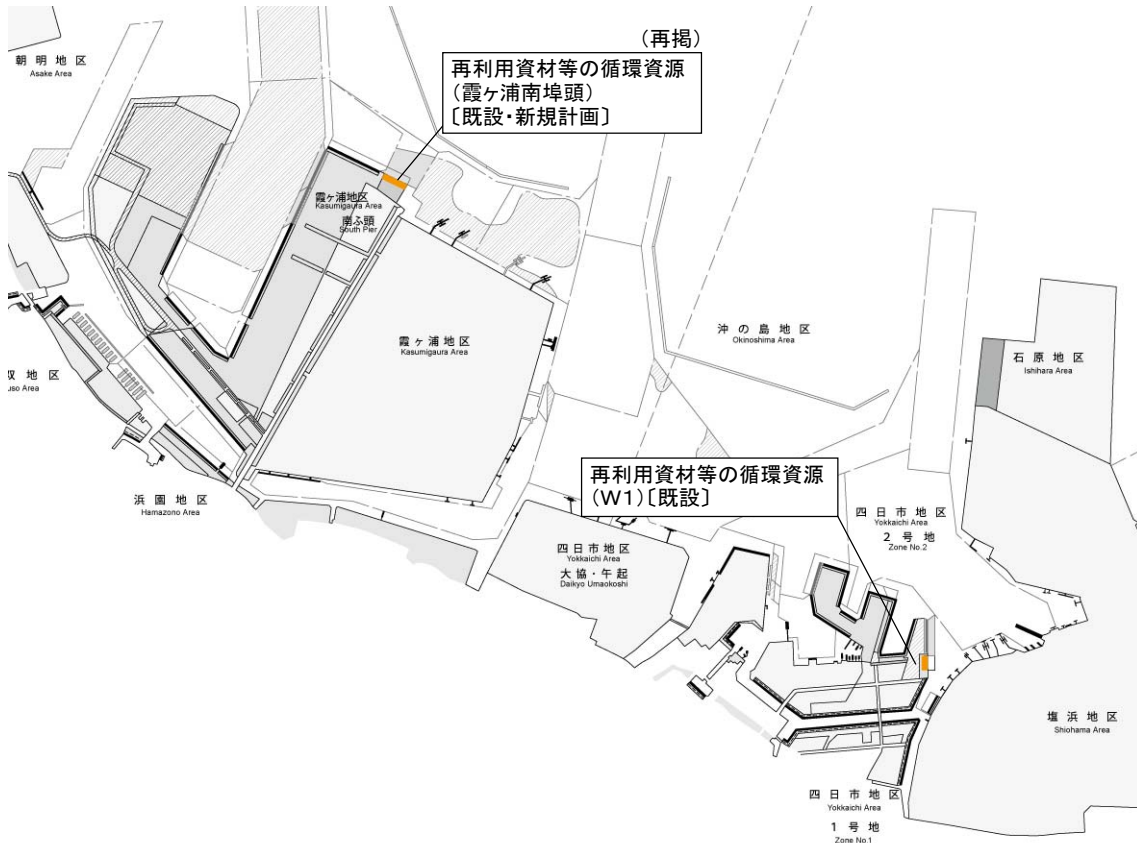 (再掲)
再利用資材等の循環資源
(霞ヶ浦南埠頭)
〔既設・新規計画〕
朝明地区
Asake Area
霞ヶ浦地区
Kasumigaura Area
南ふ頭
South Pier
霞ヶ浦地区
Kasumigaura Area
沖の島地区
Okinoshima Area
石原地区
Ishihara Area
地区
uso Area
再利用資材等の循環資源
(W1)〔既設〕
浜園地区
Hamazono Area
四日市地区
Yokkaichi Area
2号地
Zone No.2
四日市地区
Yokkaichi Area
大協・午起
Daikyo Umaokoshi
塩浜地区
Shiohama Area
四日市地区
Yokkaichi Area
1号地
Zone No.1